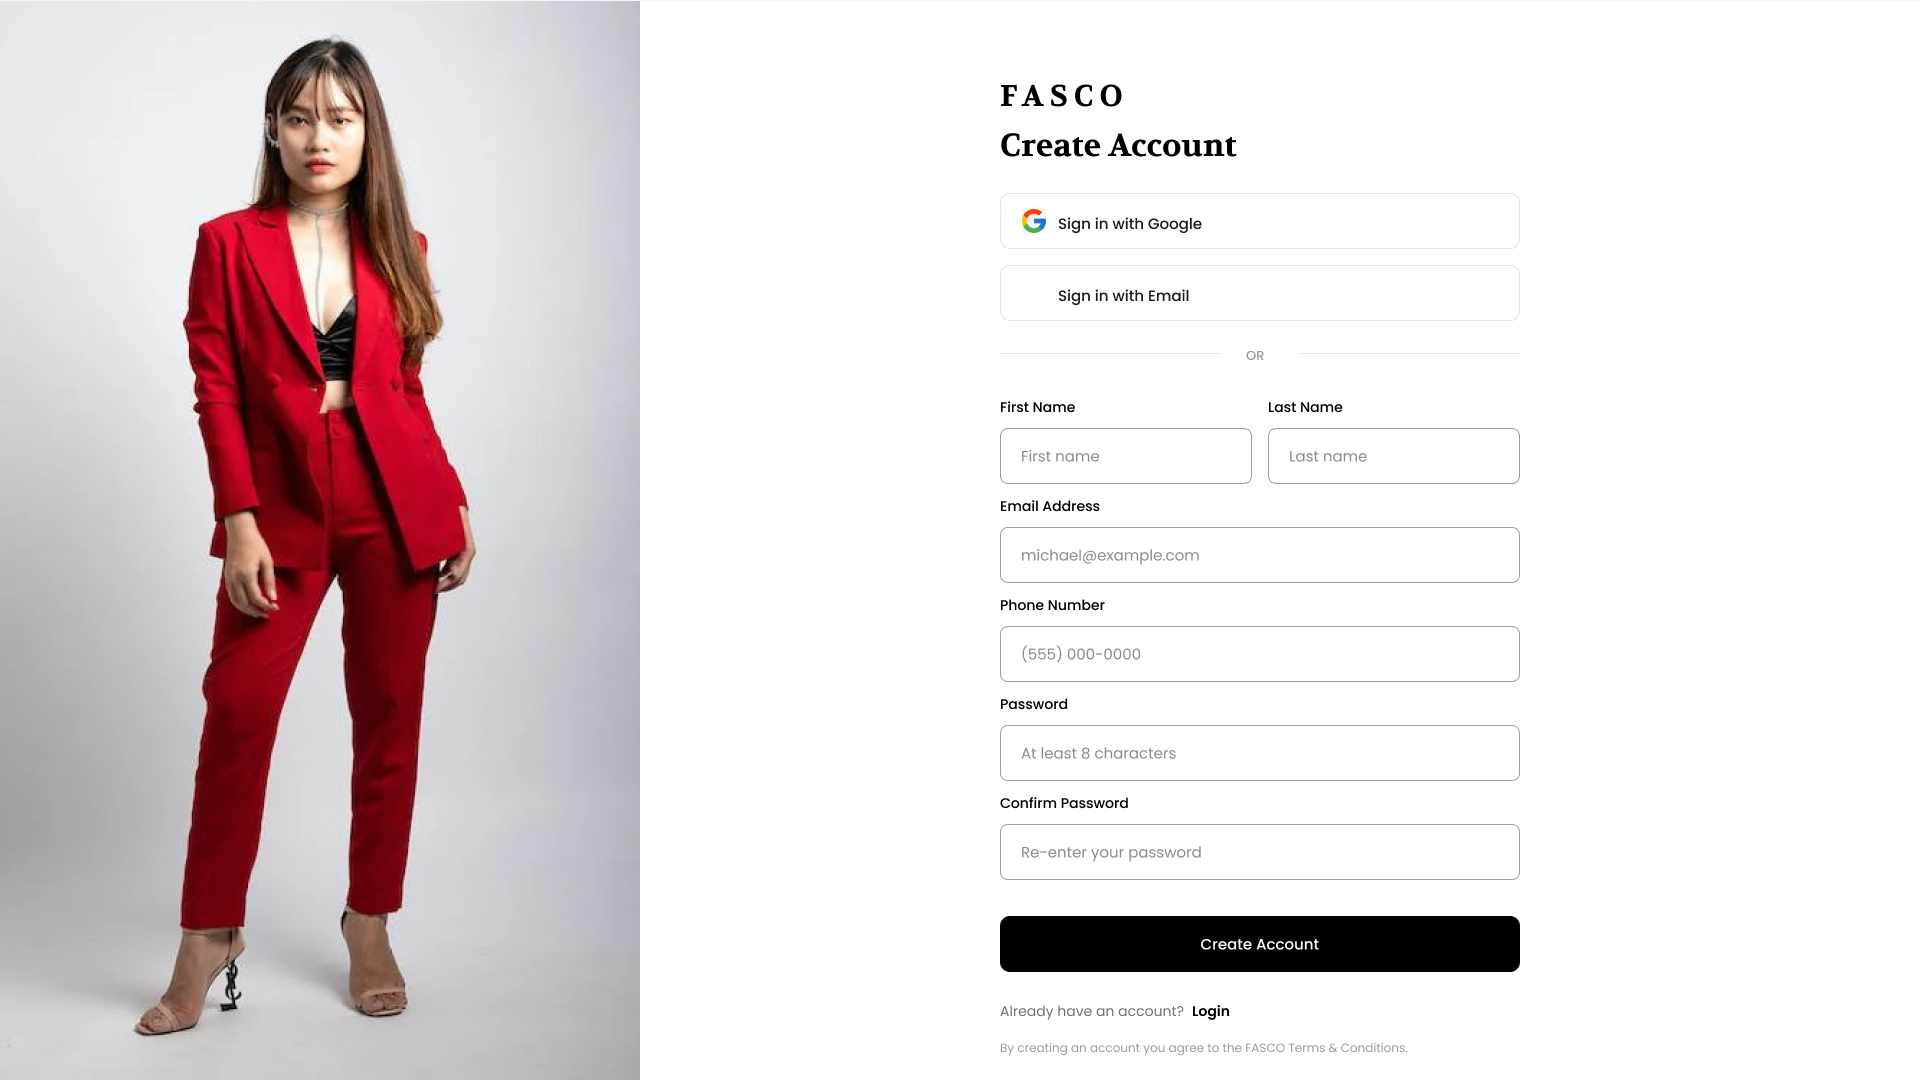 FASCO
Create Account
Sign in with Google
Sign in with Email
OR
First Name
Last Name
First name
Last name
Email Address
michael@example.com
Phone Number
(555) 000-0000
Password
At least 8 characters
Confirm Password
Re-enter your password
Create Account
Already have an account? Login
By creating an account you agree to the FASCO Terms & Conditions.